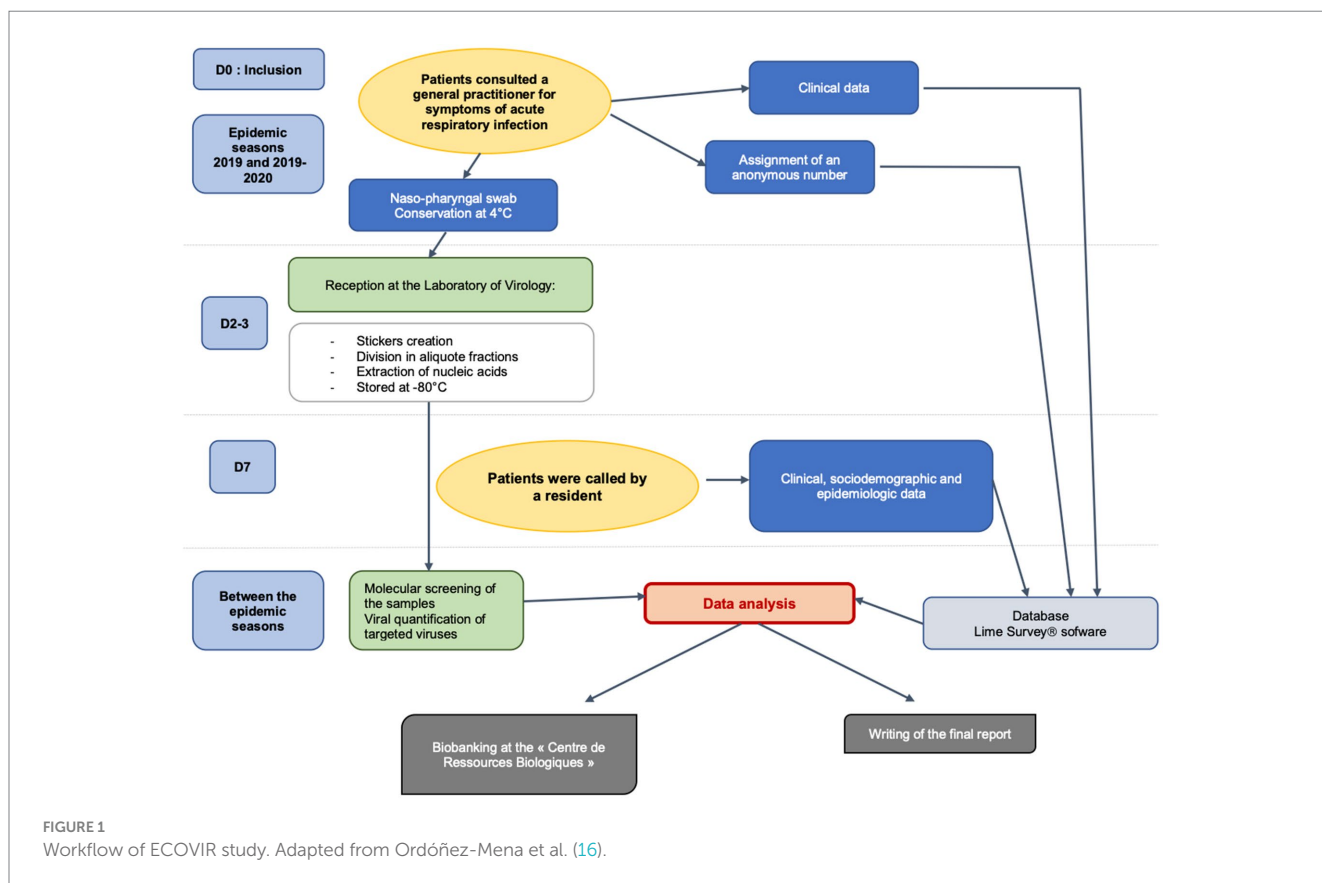 D0 : Inclusion
Patients consulted a
general practitioner for
symptoms of acute
respiratory infection
Clinical data
Epidemic
seasons
2019 and 2019-
2020
Assignment of an
anonymous number
Naso-pharyngal swab
Conservation at 4°C
Reception at the Laboratory of Virology:
D2-3
- Stickers creation
- Division in aliquote fractions
- Extraction of nucleic acids
- Stored at -80°C
D7
Patients were called by
a resident
Clinical, sociodemographic and
epidemiologic data
Between the
epidemic
seasons
Molecular screening of
the samples
Viral quantification of
targeted viruses
Data analysis
Database
Lime Survey® sofware
Biobanking at the « Centre de
Ressources Biologiques »
Writing of the final report
FIGURE 1
Workflow of ECOVIR study. Adapted from Ordóñez-Mena et al. (16).